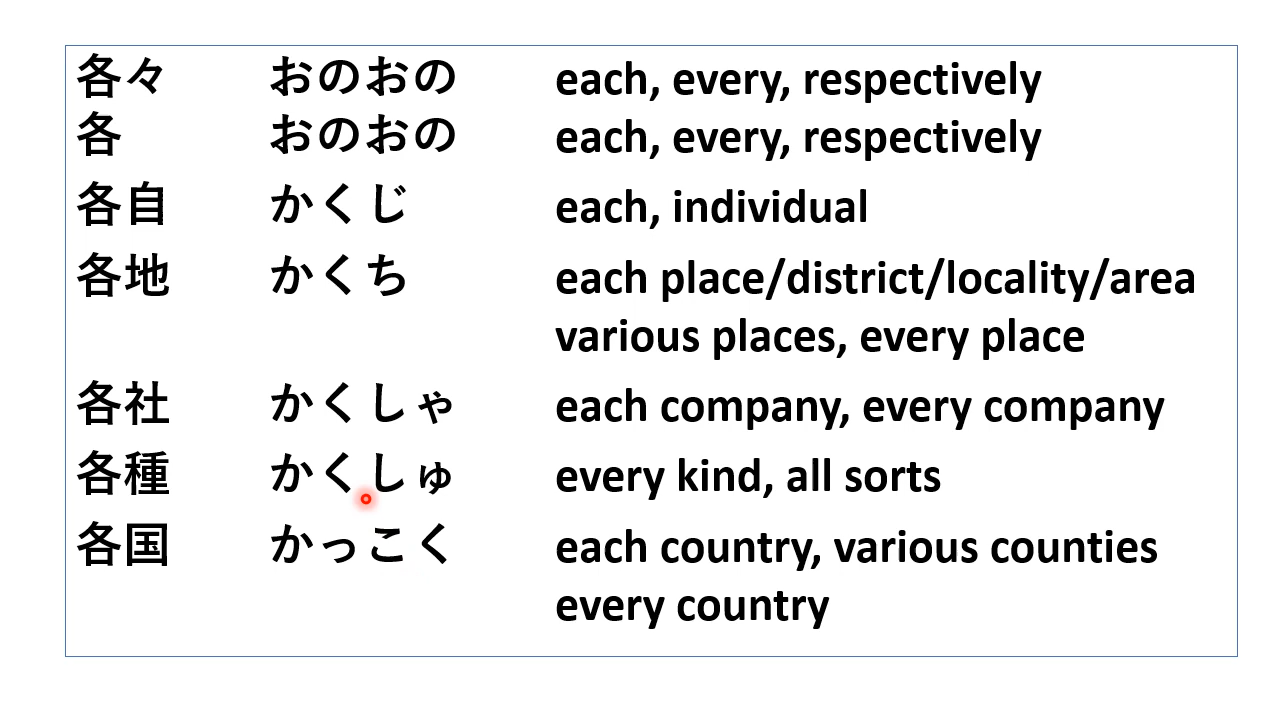 各々 おのおの each, every, respectively
各 おのおの each, every, respectively
各自 かくじ each, individual
各地 かくち each place/district/locality/area
various places, every place
各社 かくしゃ each company, every company
各種 かくしゅ every kind, all sorts
各国 かっこく each country, various counties
every country